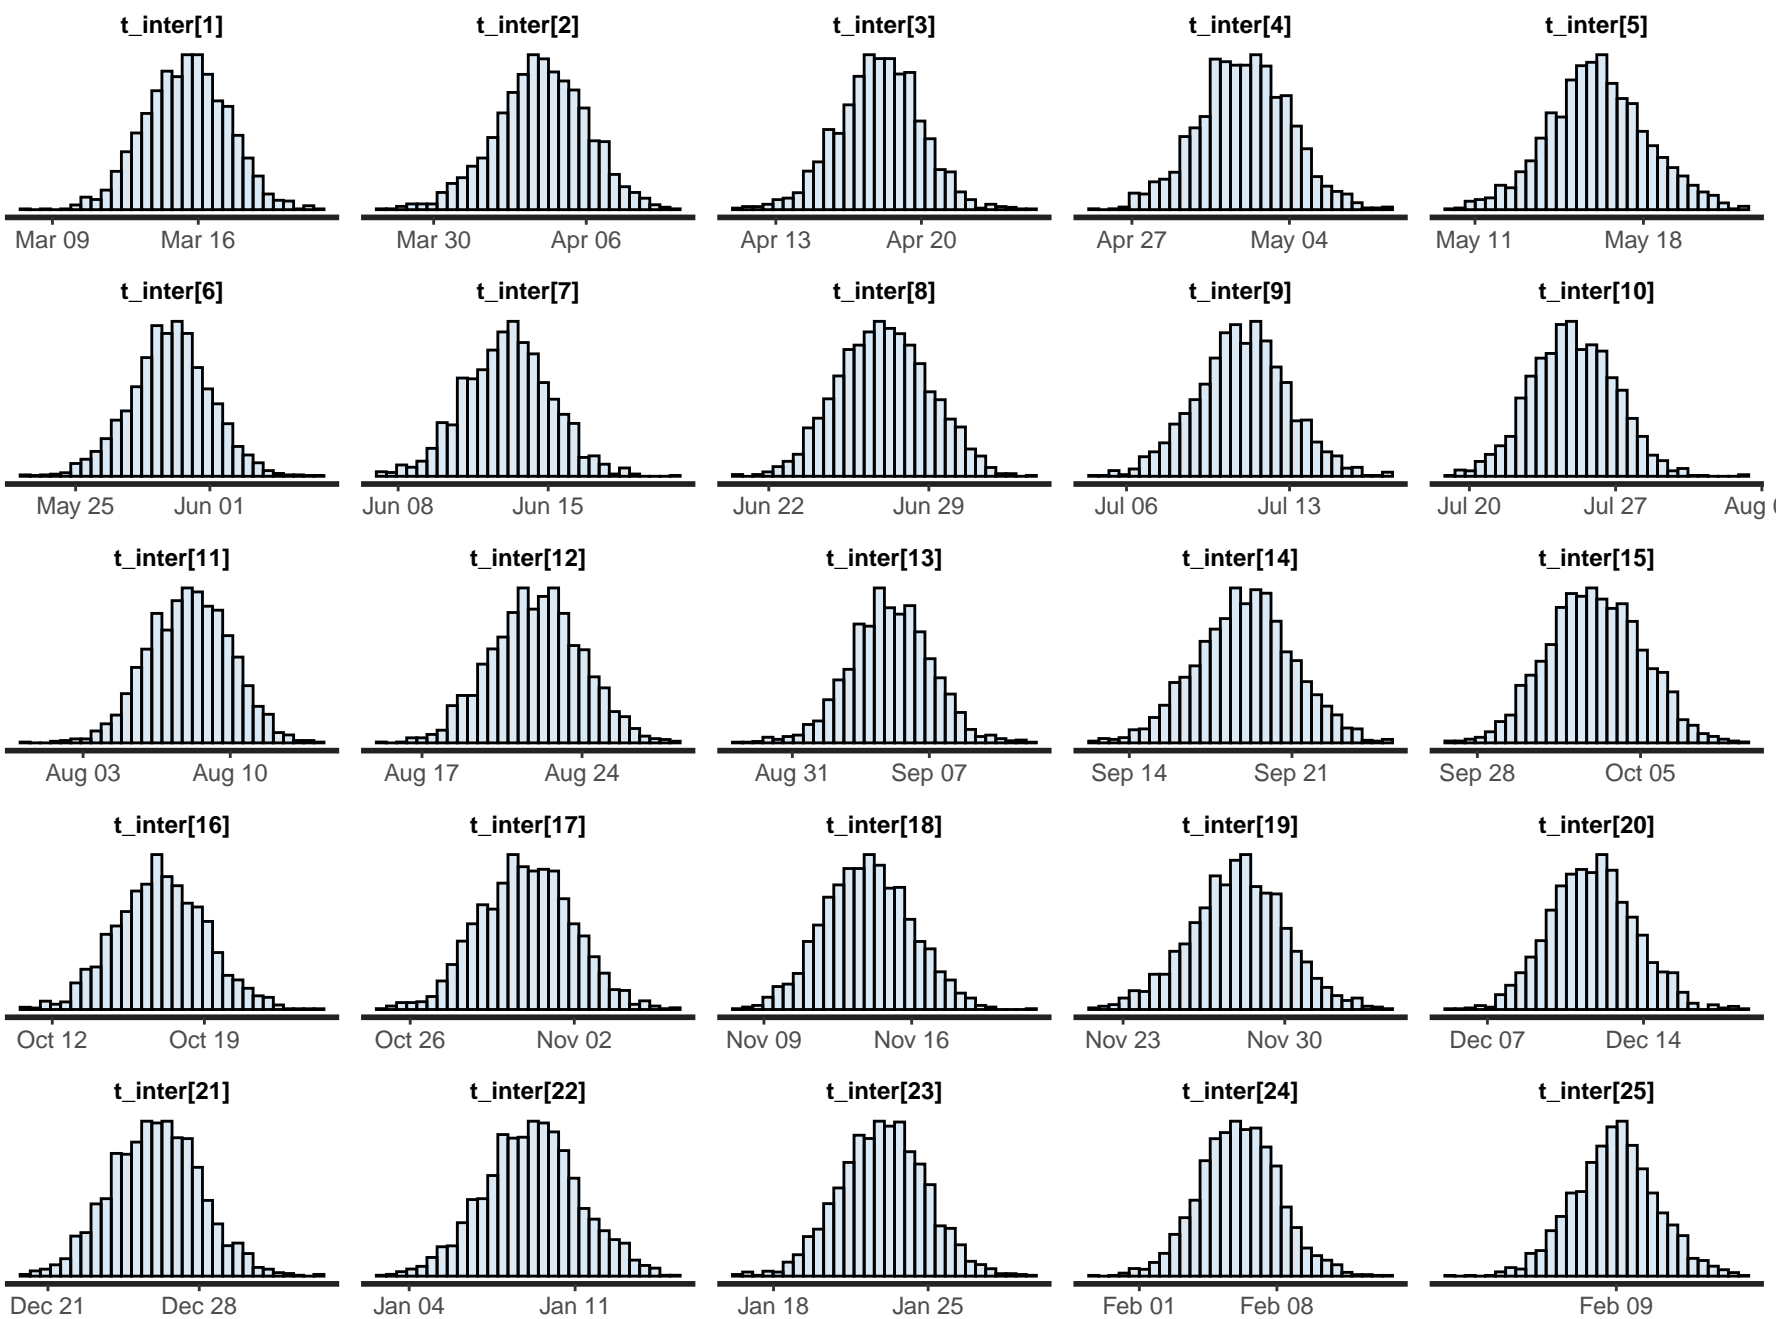 t_inter[1] t_inter[2] t_inter[3] t_inter[4] t_inter[5]
Mar 09 Mar 16 Mar 30 Apr 06 Apr 13 Apr 20 Apr 27 May 04 May 11 May 18
t_inter[6] t_inter[7] t_inter[8] t_inter[9] t_inter[10]
May 25 Jun 01 Jun 08 Jun 15 Jun 22 Jun 29 Jul 06 Jul 13 Jul 20 Jul 27 Aug
t_inter[11] t_inter[12] t_inter[13] t_inter[14] t_inter[15]
Aug 03 Aug 10 Aug 17 Aug 24 Aug 31 Sep 07 Sep 14 Sep 21 Sep 28 Oct 05
t_inter[16] t_inter[17] t_inter[18] t_inter[19] t_inter[20]
Oct 12 Oct 19 Oct 26 Nov 02 Nov 09 Nov 16 Nov 23 Nov 30 Dec 07 Dec 14
t_inter[21] t_inter[22] t_inter[23] t_inter[24] t_inter[25]
Dec 21 Dec 28 Jan 04 Jan 11 Jan 18 Jan 25 Feb 01 Feb 08 Feb 09